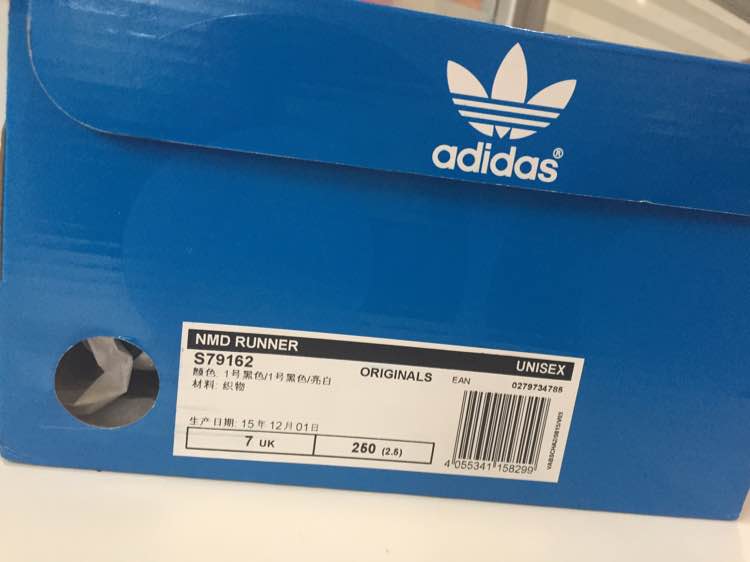 adidas®
NMD RUNNER
UNISEX
S79162
颜色: 1号黑色/1号黑色/亮白
材料: 织物
ORIGINALS
EAN
0279734785
生产日期: 15年12月01日
7 UK
250 (2.5)
4 055341 158299